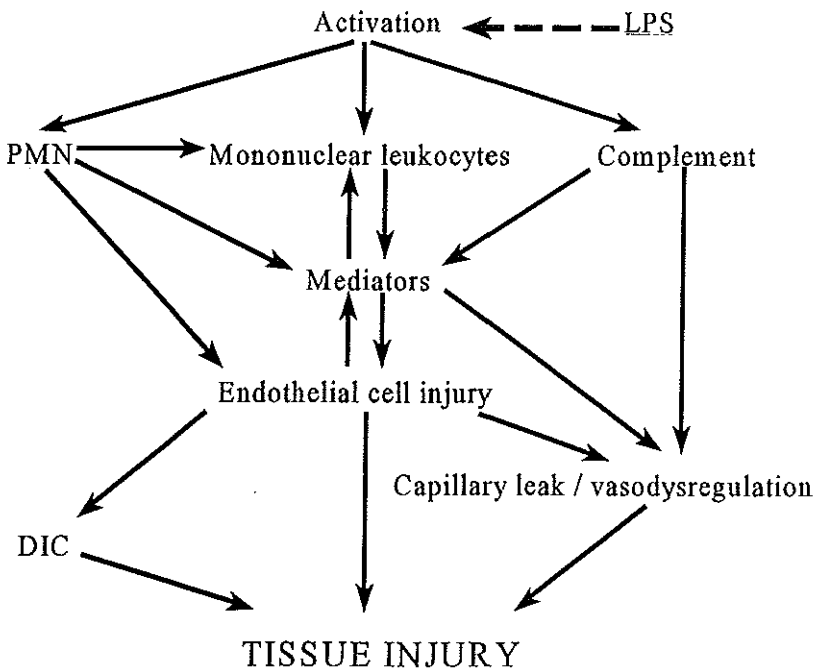 Activation LPS
PMN Mononuclear leukocytes Complement
Mediators
Endothelial cell injury
Capillary leak / vasodysregulation
DIC
TISSUE INJURY